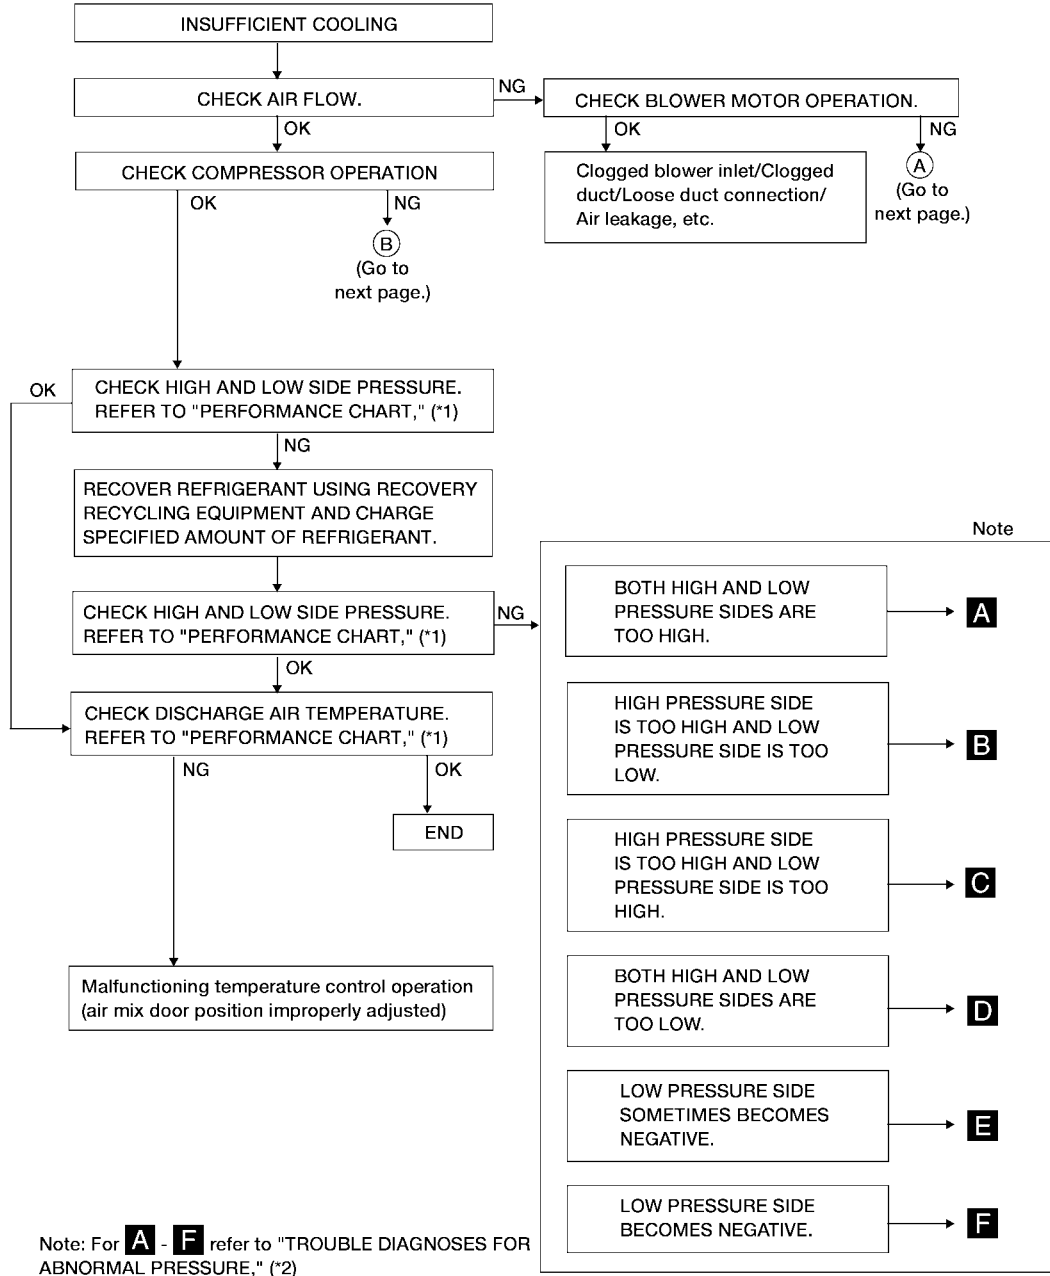 INSUFFICIENT COOLING
CHECK AIR FLOW.
NG
CHECK BLOWER MOTOR OPERATION.
OK
OK
NG
CHECK COMPRESSOR OPERATION
Clogged blower inlet/Clogged
duct/Loose duct connection/
Air leakage, etc.
A
(Go to
next page.)
OK
NG
B
(Go to
next page.)
OK
CHECK HIGH AND LOW SIDE PRESSURE.
REFER TO "PERFORMANCE CHART," (*1)
NG
RECOVER REFRIGERANT USING RECOVERY
RECYCLING EQUIPMENT AND CHARGE
SPECIFIED AMOUNT OF REFRIGERANT.
CHECK HIGH AND LOW SIDE PRESSURE.
REFER TO "PERFORMANCE CHART," (*1)
NG
OK
CHECK DISCHARGE AIR TEMPERATURE.
REFER TO "PERFORMANCE CHART," (*1)
NG
OK
END
Malfunctioning temperature control operation
(air mix door position improperly adjusted)
Note
BOTH HIGH AND LOW
PRESSURE SIDES ARE
TOO HIGH.
A
HIGH PRESSURE SIDE
IS TOO HIGH AND LOW
PRESSURE SIDE IS TOO
LOW.
B
HIGH PRESSURE SIDE
IS TOO HIGH AND LOW
PRESSURE SIDE IS TOO
HIGH.
C
BOTH HIGH AND LOW
PRESSURE SIDES ARE
TOO LOW.
D
LOW PRESSURE SIDE
SOMETIMES BECOMES
NEGATIVE.
E
LOW PRESSURE SIDE
BECOMES NEGATIVE.
F
Note: For A - F refer to "TROUBLE DIAGNOSES FOR
ABNORMAL PRESSURE," (*2)